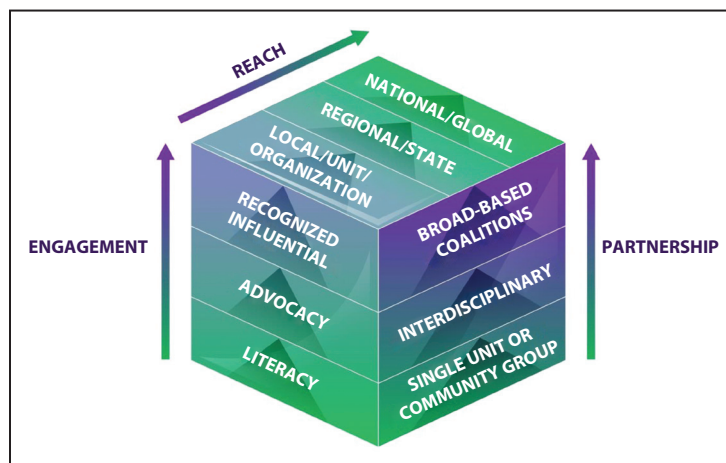 REACH
NATIONAL/GLOBAL
REGIONAL/STATE
LOCAL/UNIT/
ORGANIZATION
ENGAGEMENT
RECOGNIZED
INFLUENTIAL
ADVOCACY
LITERACY
BROAD-BASED
COALITIONS
INTERDISCIPLINARY
SINGLE UNIT OR
COMMUNITY GROUP
PARTNERSHIP